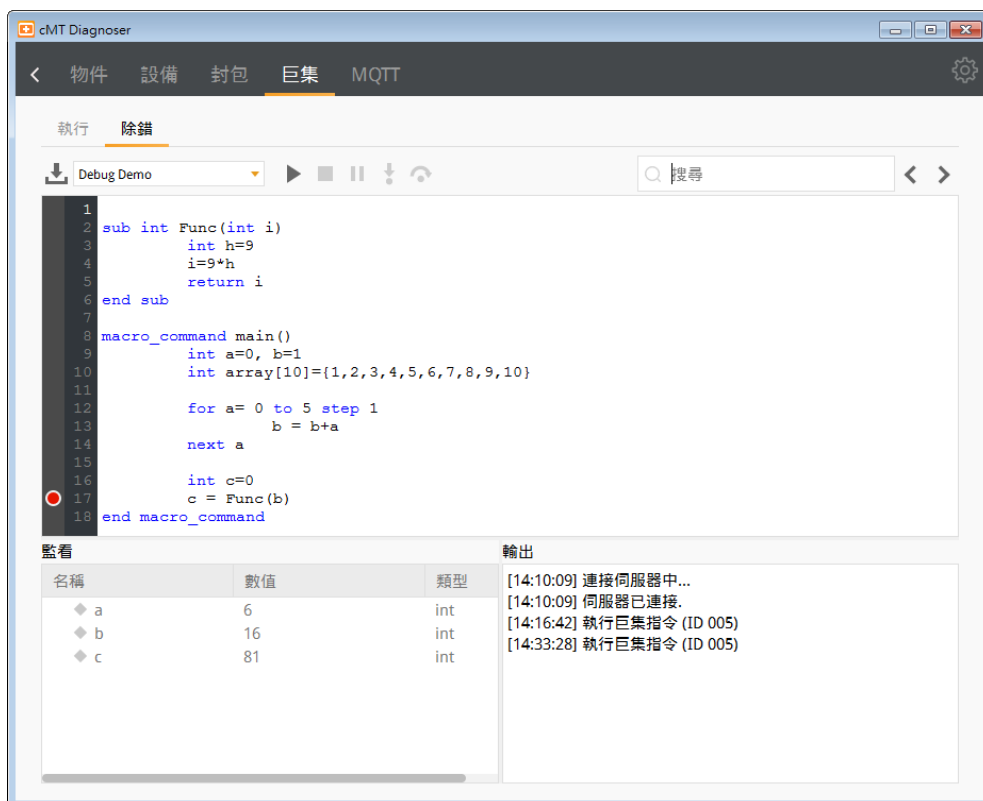 cMT Diagnoser
物件 設備 封包 巨集 MQTT
執行 除錯
Debug Demo 搜尋
1
2 sub int Func(int i)
3 int h=9
4 i=9*h
5 return i
6 end sub
7
8 macro_command main()
9 int a=0, b=1
10 int array[10]={1,2,3,4,5,6,7,8,9,10}
11
12 for a= 0 to 5 step 1
13 b = b+a
14 next a
15
16 int c=0
17 c = Func(b)
18 end macro_command
監看
名稱 數值 類型
a 6 int
b 16 int
c 81 int
輸出
[14:10:09] 連接伺服器中...
[14:10:09] 伺服器已連接.
[14:16:42] 執行巨集指令 (ID 005)
[14:33:28] 執行巨集指令 (ID 005)